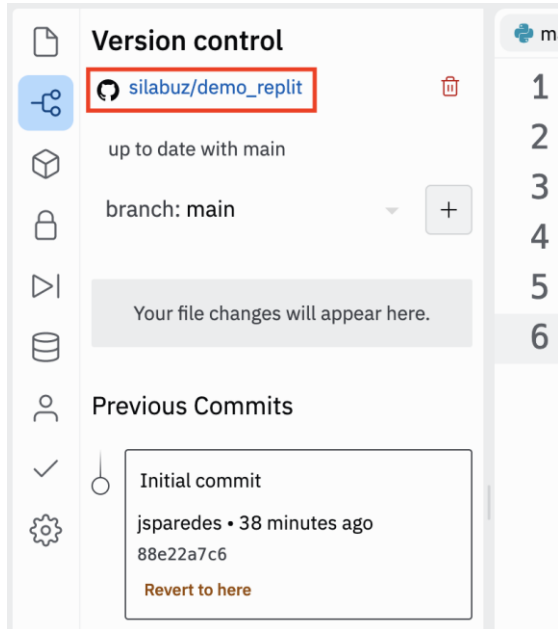 Version control
silabuz/demo_replit
up to date with main
branch: main
+
Your file changes will appear here.
Previous Commits
Initial commit
jsparedes • 38 minutes ago
88e22a7c6
Revert to here
1
2
3
4
5
6